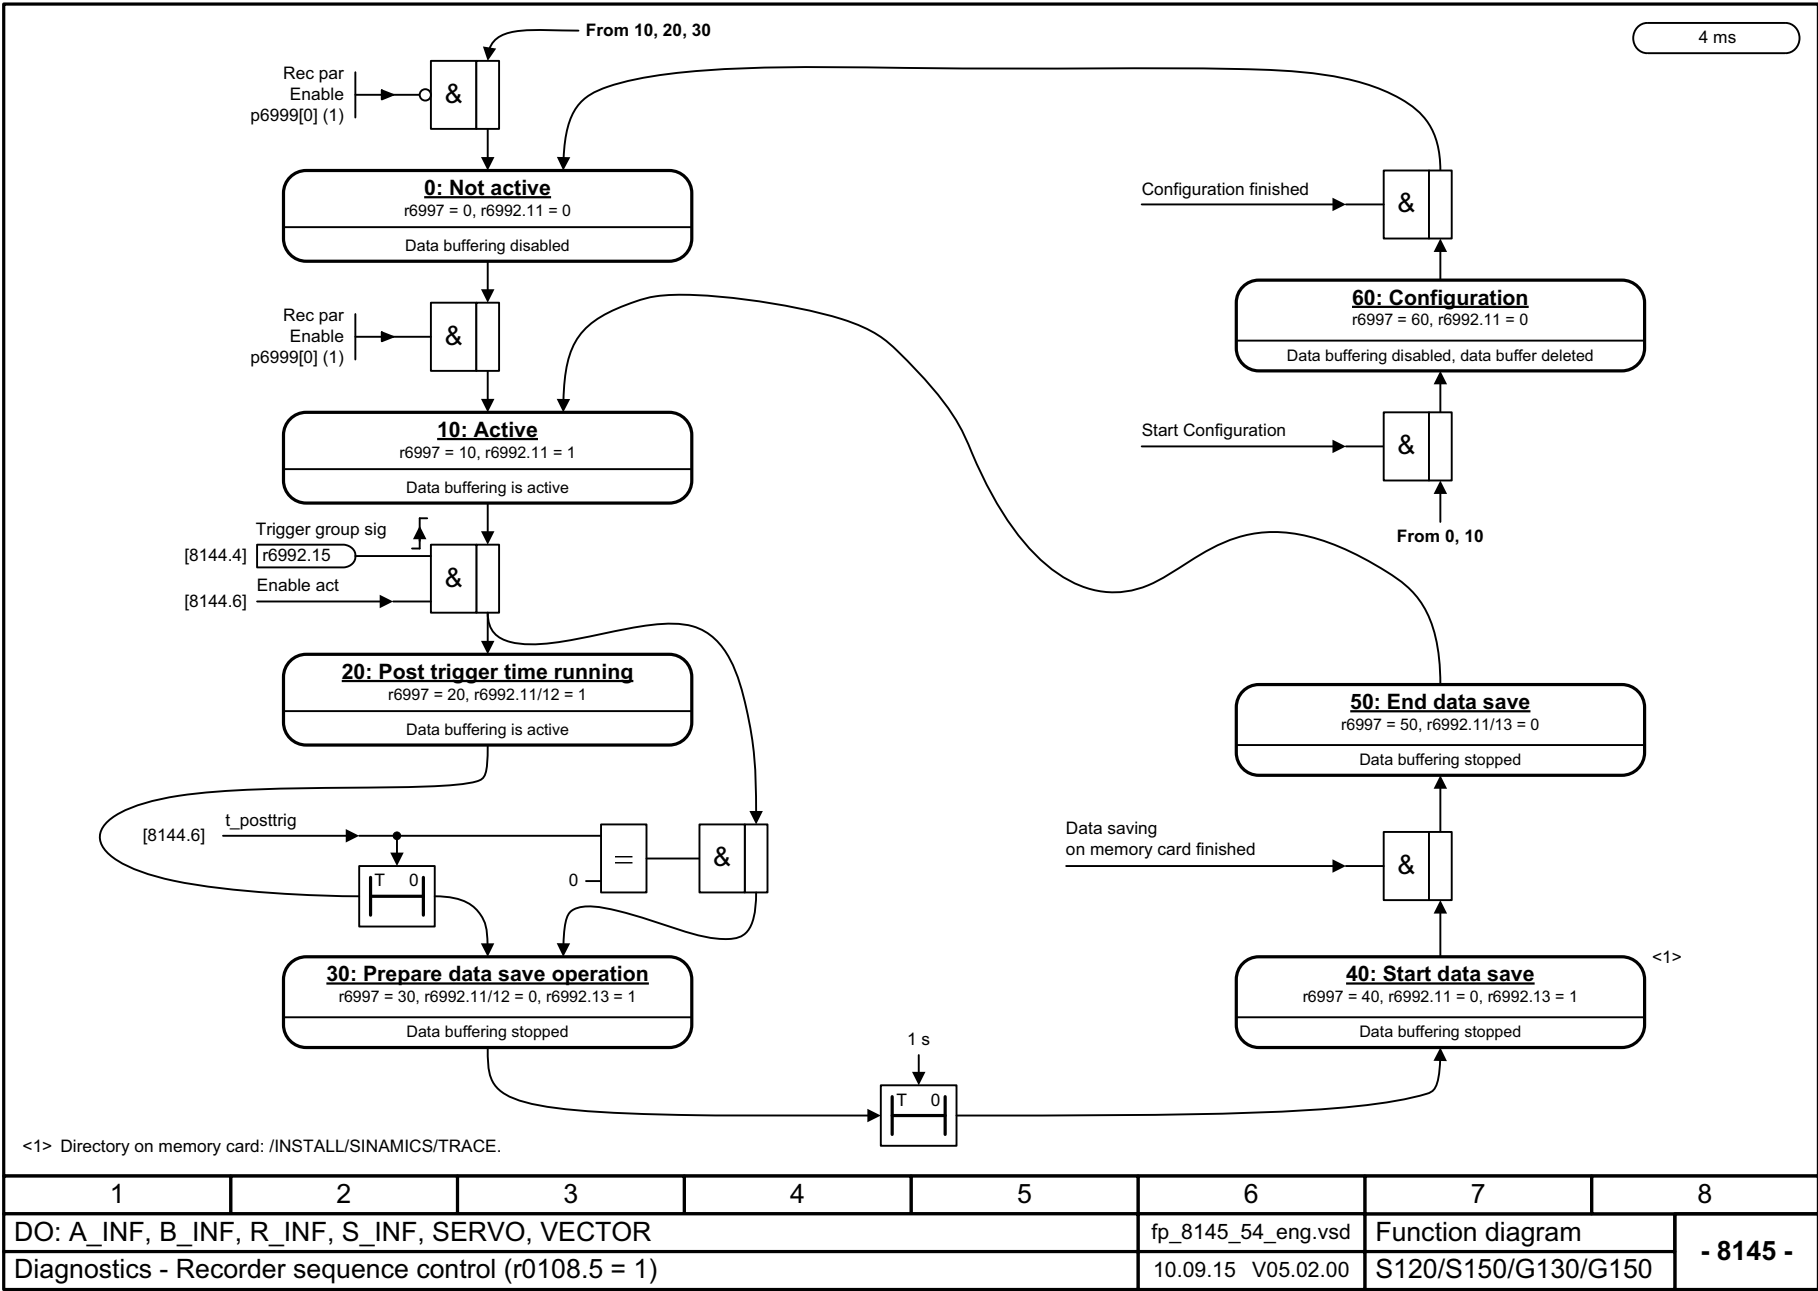 From 10, 20, 30
4 ms
Rec par
Enable
p6999[0] (1)
&
0: Not active
r6997 = 0, r6992.11 = 0
Data buffering disabled
Configuration finished
&
Rec par
Enable
p6999[0] (1)
&
60: Configuration
r6997 = 60, r6992.11 = 0
Data buffering disabled, data buffer deleted
10: Active
r6997 = 10, r6992.11 = 1
Data buffering is active
Start Configuration
&
From 0, 10
Trigger group sig
[8144.4] r6992.15
Enable act
[8144.6]
&
20: Post trigger time running
r6997 = 20, r6992.11/12 = 1
Data buffering is active
50: End data save
r6997 = 50, r6992.11/13 = 0
Data buffering stopped
t_posttrig
[8144.6]
T 0
=
0
&
Data saving
on memory card finished
&
30: Prepare data save operation
r6997 = 30, r6992.11/12 = 0, r6992.13 = 1
Data buffering stopped
<1>
40: Start data save
r6997 = 40, r6992.11 = 0, r6992.13 = 1
Data buffering stopped
1 s
T 0
<1> Directory on memory card: /INSTALL/SINAMICS/TRACE.
1 2 3 4 5 6 7 8
DO: A_INF, B_INF, R_INF, S_INF, SERVO, VECTOR
fp_8145_54_eng.vsd
Function diagram
- 8145 -
Diagnostics - Recorder sequence control (r0108.5 = 1)
10.09.15 V05.02.00
S120/S150/G130/G150